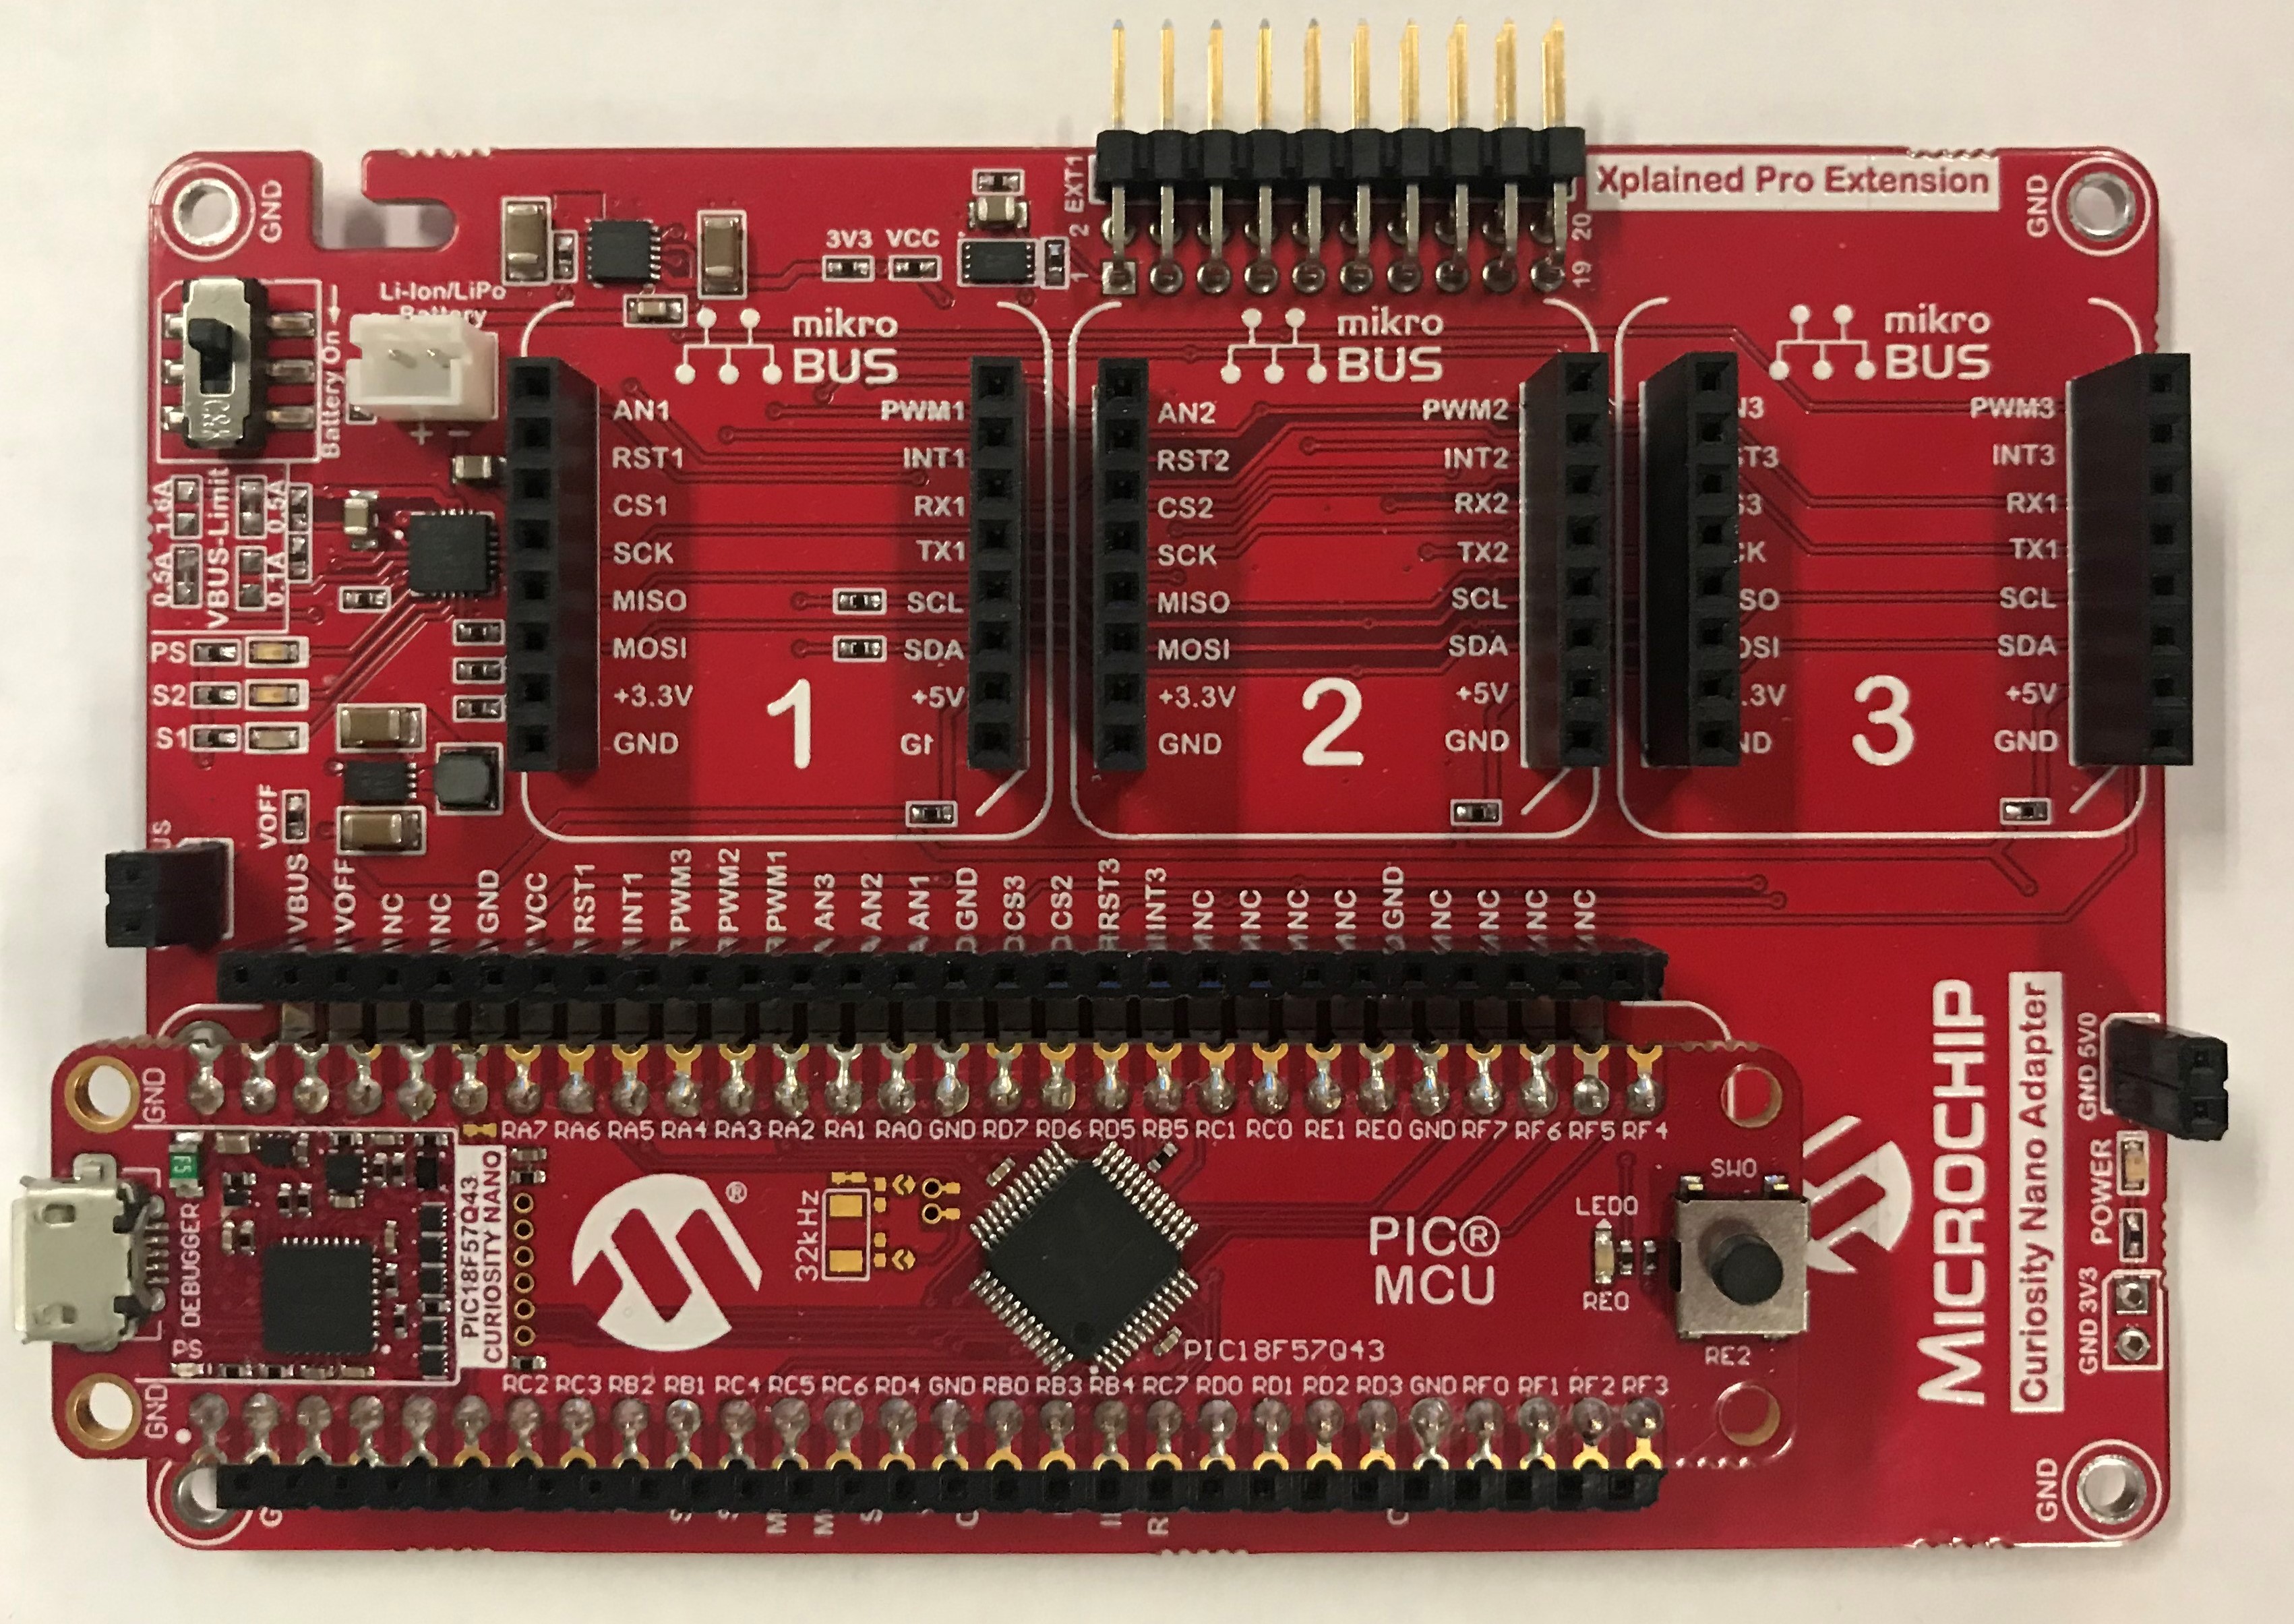 GND
EXT1
Xplained Pro Extension
GND
2
20
1
19
3V3 VCC
Li-Ion/LiPo
Battery
Battery On
+ -
mikro
BUS
mikro
BUS
mikro
BUS
AN1
PWM1
AN2
PWM2
PWM3
RST1
INT1
RST2
INT2
INT3
CS1
RX1
CS2
RX2
RX1
SCK
TX1
SCK
TX2
TX1
MISO
SCL
MISO
SCL
SCL
MOSI
SDA
MOSI
SDA
SDA
+3.3V
+5V
+3.3V
+5V
+5V
GND
GND
GND
GND
1
2
3
1.6A
0.5A
VBUS-Limit
0.1A
PS
S2
S1
VOFF
VBUS
VOFF
NC
NC
GND
VCC
RST1
INT1
PWM3
PWM2
PWM1
AN3
AN2
AN1
GND
CS3
CS2
RST3
INT3
NC
NC
NC
NC
GND
NC
NC
NC
NC
GND
RA7 RA6 RA5 RA4 RA3 RA2 RA1 RA0 GND RD7 RD6 RD5 RB5 RC1 RC0 RE1 RE0 GND RF7 RF6 RF5 RF4
DEBUGGER
PS
PIC18F57Q43
CURIOSITY NANO
®
32kHz
PIC®
MCU
PIC18F57Q43
LED0
RE0
SW0
RE2
RC2 RC3 RB2 RB1 RC4 RC5 RC6 RD4 GND RB0 RB3 RB4 RC7 RD0 RD1 RD2 RD3 GND RF0 RF1 RF2 RF3
GND
MICROCHIP
Curiosity Nano Adapter
GND 5V0
POWER
GND 3V3
GND